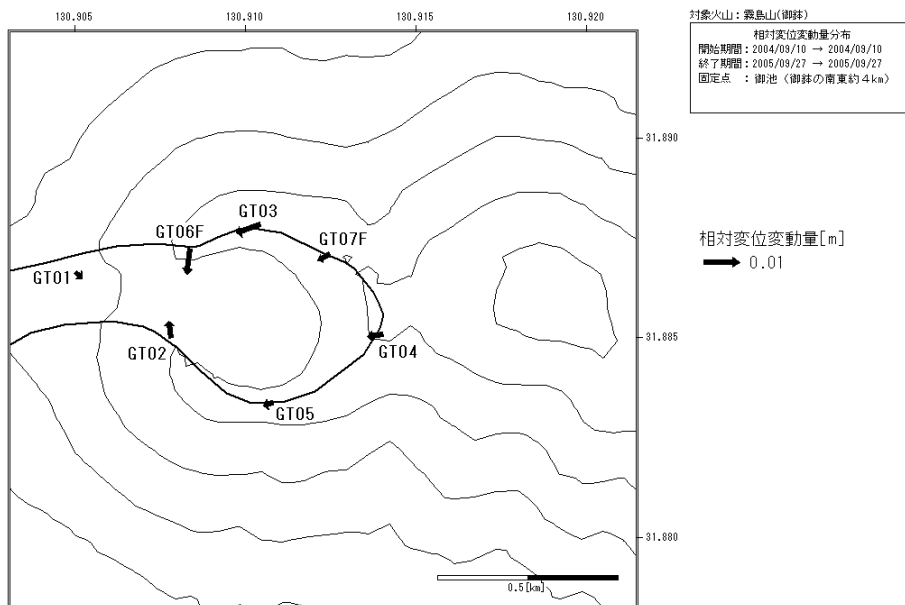 130.905 130.910 130.915 130.920
対象火山：霧島山(御鉢)
相対変位変動量分布
開始期間：2004/09/10 → 2004/09/10
終了期間：2005/09/27 → 2005/09/27
固定点 ：御池（御鉢の南東約４km）
31.890
GT03
GT06F
GT07F
相対変位変動量[m]
0.01
GT01
31.885
GT02
GT04
GT05
31.880
0.5[km]